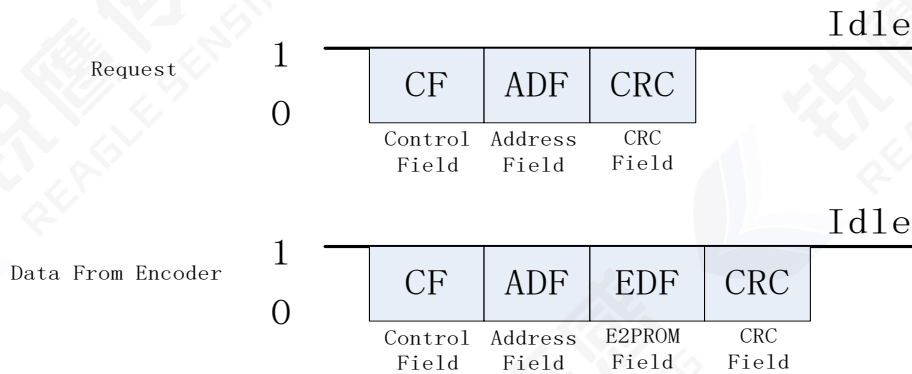 Idle
Request
1
0
CF ADF CRC
Control Address CRC
Field Field Field
Idle
Data From Encoder
1
0
CF ADF EDF CRC
Control Address E2PROM CRC
Field Field Field Field